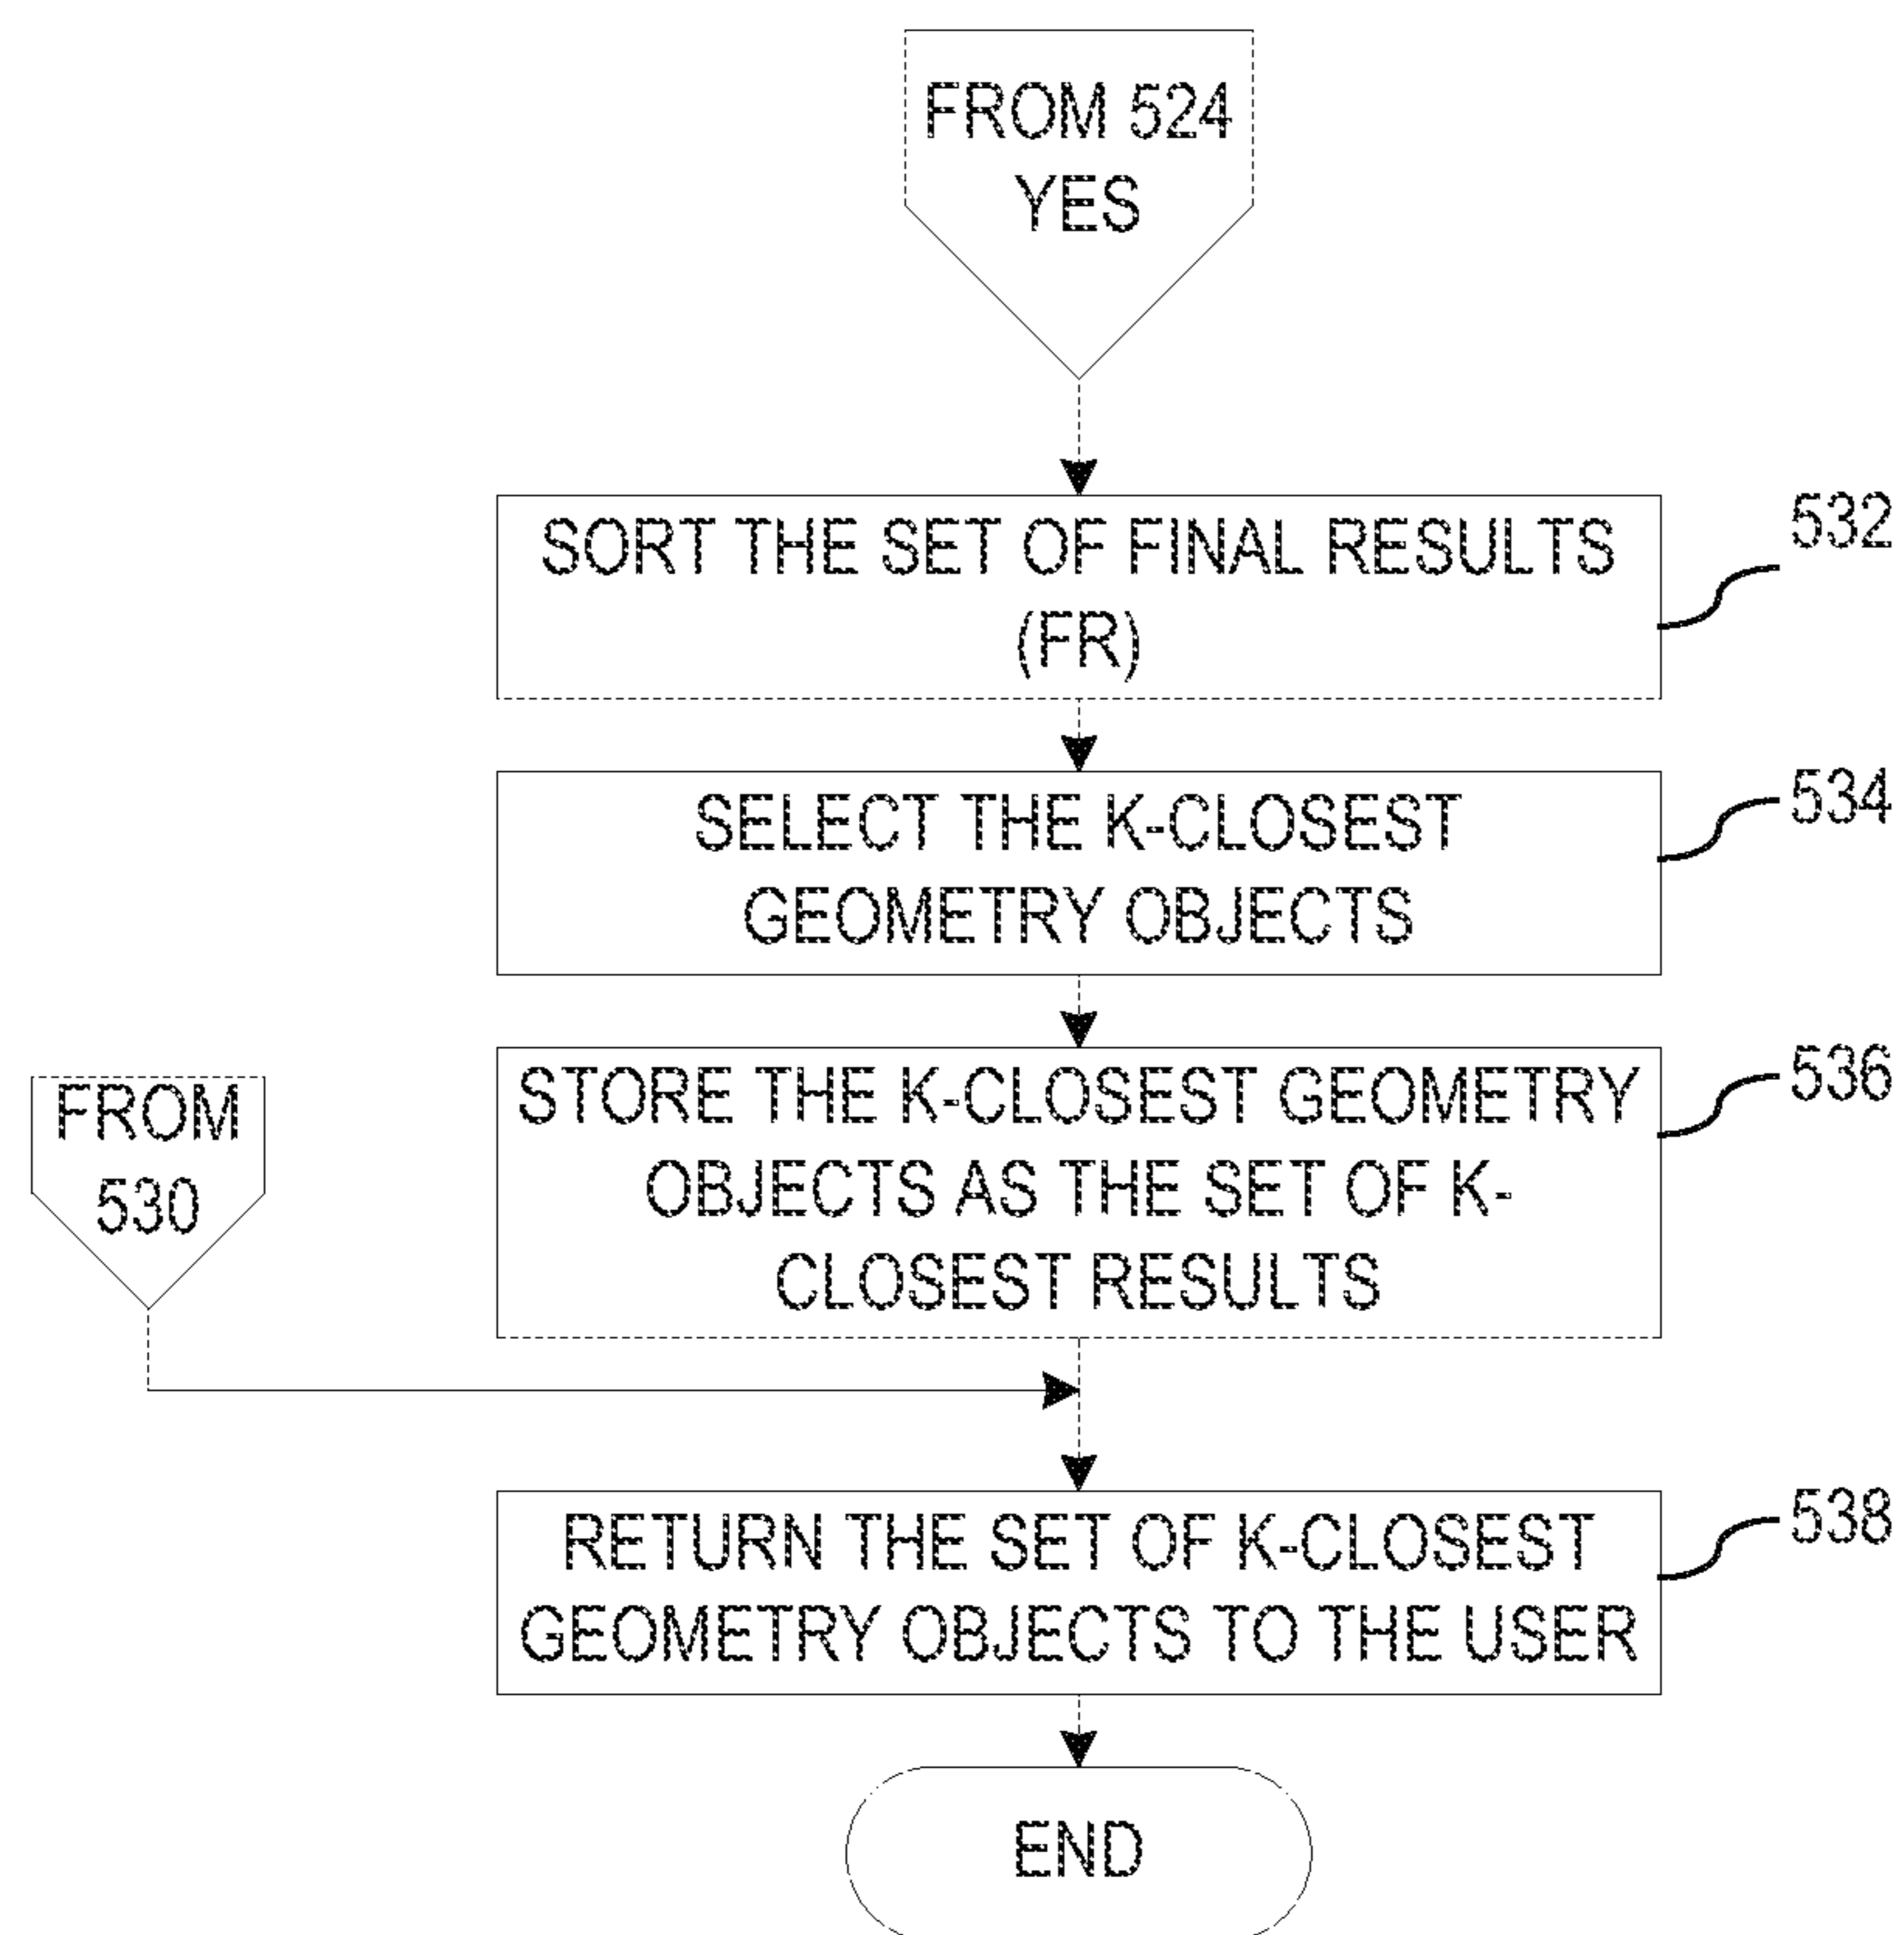 FROM 524
YES
SORT THE SET OF FINAL RESULTS
(FR)
532
SELECT THE K-CLOSEST
GEOMETRY OBJECTS
534
STORE THE K-CLOSEST GEOMETRY
OBJECTS AS THE SET OF K-
CLOSEST RESULTS
536
FROM
530
RETURN THE SET OF K-CLOSEST
GEOMETRY OBJECTS TO THE USER
538
END